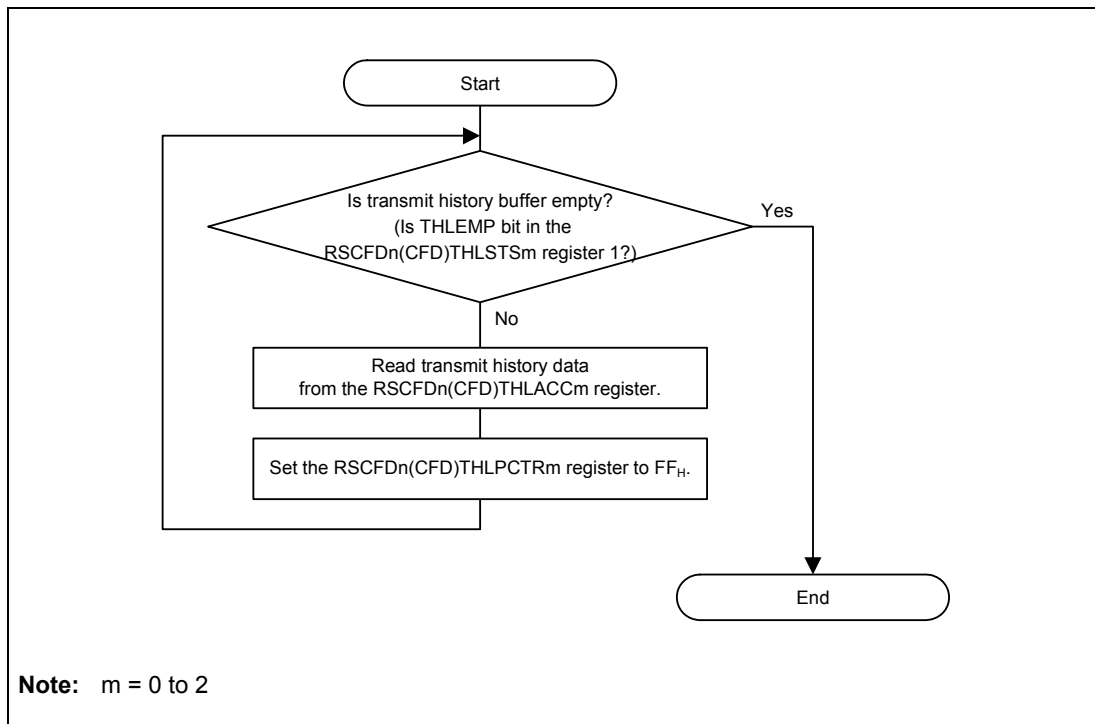 Start
Is transmit history buffer empty?
(Is THLEMP bit in the
RSCFDn(CFD)THLSTSm register 1?)
Yes
No
Read transmit history data
from the RSCFDn(CFD)THLACCm register.
Set the RSCFDn(CFD)THLPCTRm register to FFH.
End
Note: m = 0 to 2